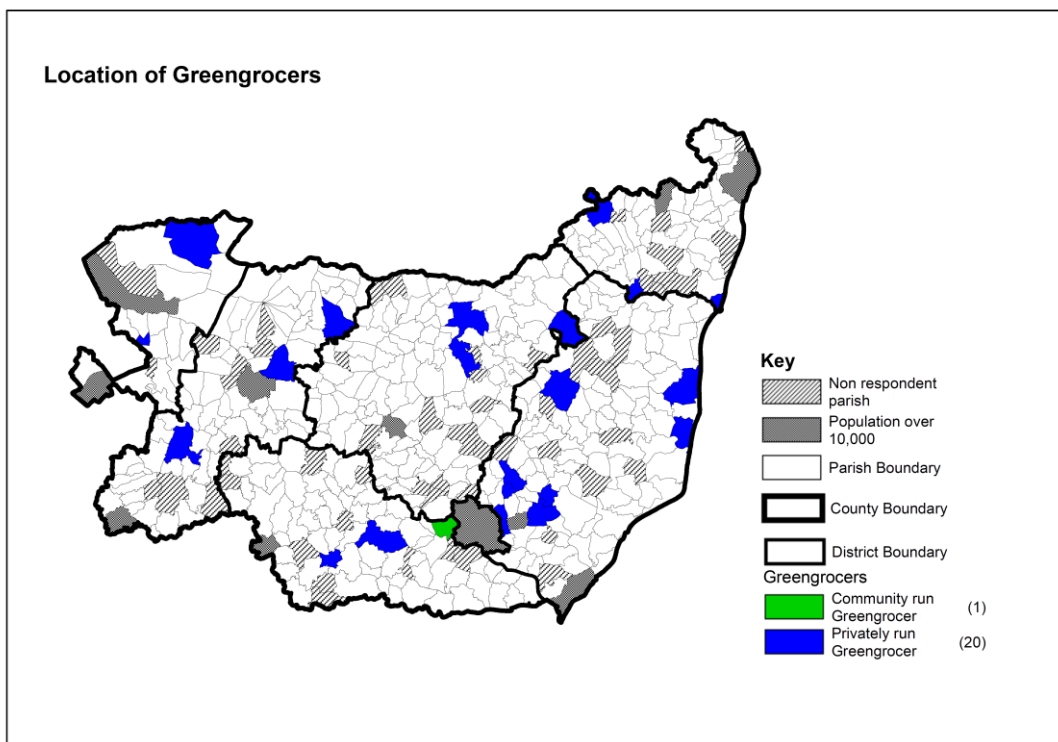 Location of Greengrocers
Key
Non respondent
parish
Population over
10,000
Parish Boundary
County Boundary
District Boundary
Greengrocers
Community run
Greengrocer
(1)
Privately run
Greengrocer
(20)